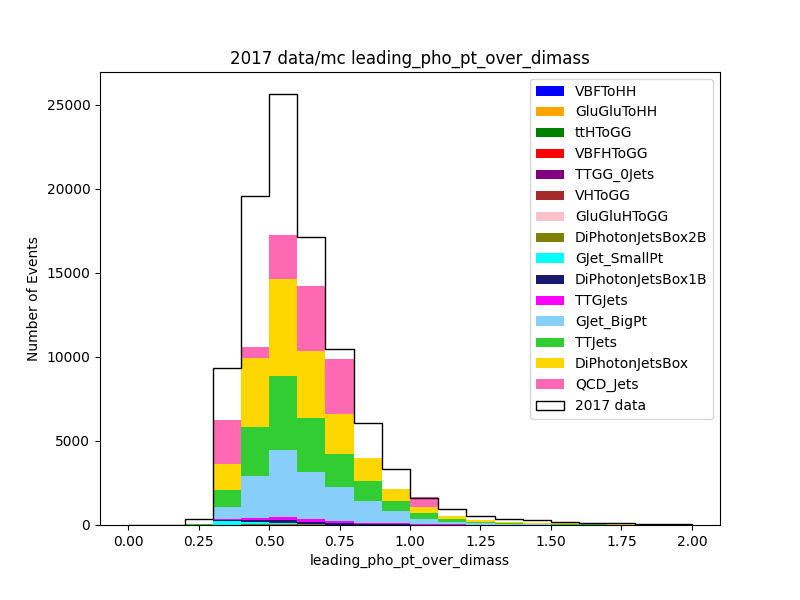 2017 data/mc leading_pho_pt_over_dimass
Number of Events
25000
20000
15000
10000
5000
0
0.00 0.25 0.50 0.75 1.00 1.25 1.50 1.75 2.00
leading_pho_pt_over_dimass
VBFToHH
GluGluToHH
ttHToGG
VBFHToGG
TTGG_0Jets
VHToGG
GluGluHToGG
DiPhotonJetsBox2B
GJet_SmallPt
DiPhotonJetsBox1B
TTGJets
GJet_BigPt
TTJets
DiPhotonJetsBox
QCD_Jets
2017 data